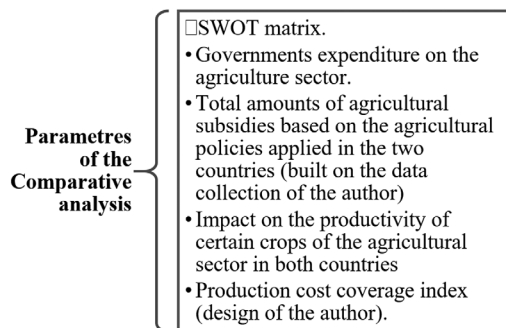 Parametres
of the
Comparative
analysis
□SWOT matrix.
•Governments expenditure on the
agriculture sector.
•Total amounts of agricultural
subsidies based on the agricultural
policies applied in the two
countries (built on the data
collection of the author)
•Impact on the productivity of
certain crops of the agricultural
sector in both countries
•Production cost coverage index
(design of the author).